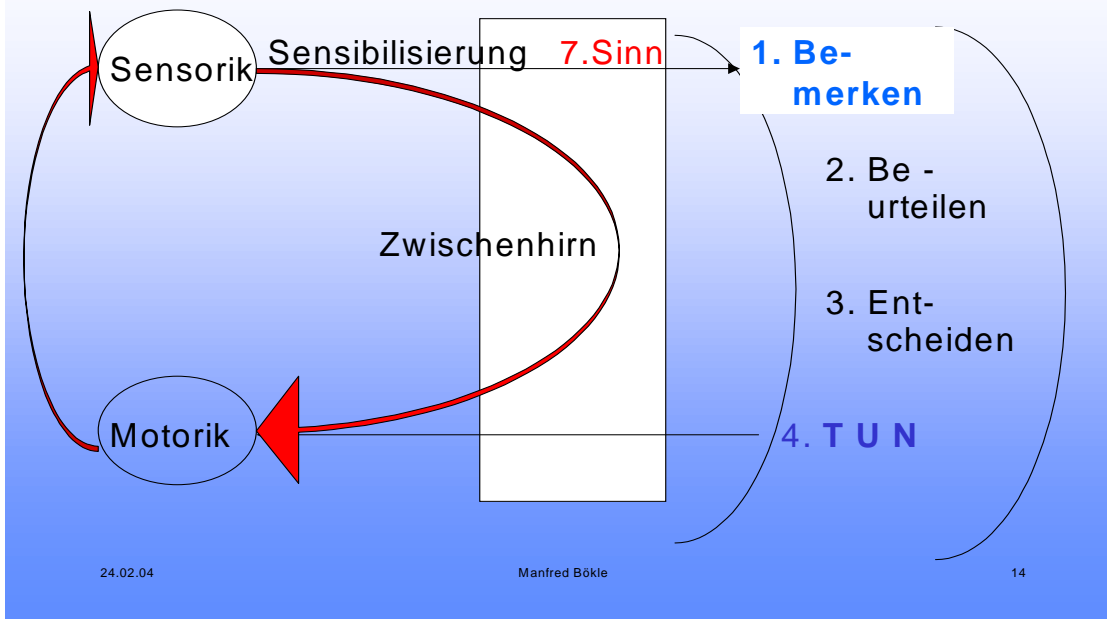 Sensorik
Sensibilisierung 7.Sinn
1. Be-
merken
2. Be -
urteilen
Zwischenhirn
3. Ent-
scheiden
Motorik
4. T U N
24.02.04
Manfred Bökle
14